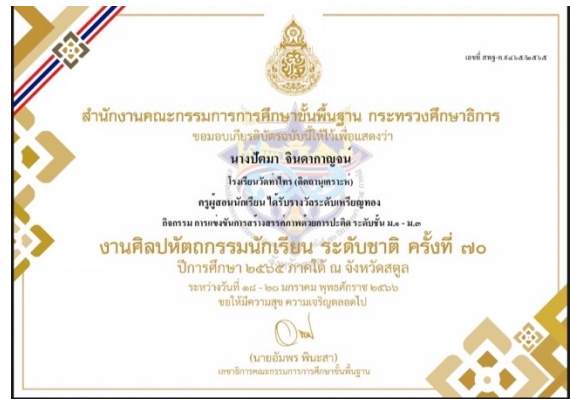 เลขที่ สพฐ-ภ.๕๘๖๕/๒๕๖๕
สำนักงานคณะกรรมการการศึกษาขั้นพื้นฐาน กระทรวงศึกษาธิการ
ขอมอบเกียรติบัตรฉบับนี้ให้ไว้เพื่อแสดงว่า
นางปัตมา จินดากาญจน์
โรงเรียนวัดท่าไทร (ดิตถานุเคราะห์)
ครูผู้สอนนักเรียน ได้รับรางวัลระดับเหรียญทอง
กิจกรรม การแข่งขันการสร้างสรรค์ภาพด้วยการปะติด ระดับชั้น ม.๑ - ม.๓
งานศิลปหัตถกรรมนักเรียน ระดับชาติ ครั้งที่ ๗๐
ปีการศึกษา ๒๕๖๕ ภาคใต้ ณ จังหวัดสตูล
ระหว่างวันที่ ๑๘ - ๒๐ มกราคม พุทธศักราช ๒๕๖๖
ขอให้มีความสุข ความเจริญตลอดไป
(นายอัมพร พินะสา)
เลขาธิการคณะกรรมการการศึกษาขั้นพื้นฐาน